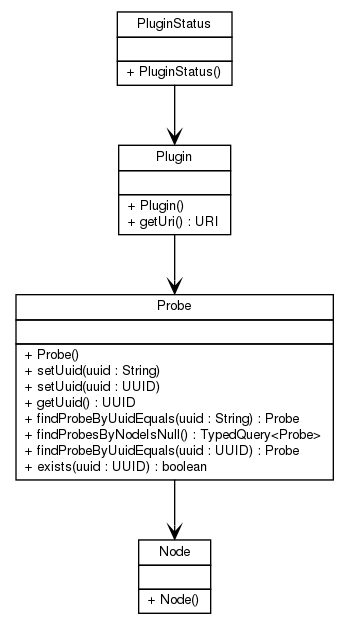 PluginStatus
+ PluginStatus()
Plugin
+ Plugin()
+ getUri() : URI
Probe
+ Probe()
+ setUuid(uuid : String)
+ setUuid(uuid : UUID)
+ getUuid() : UUID
+ findProbeByUuidEquals(uuid : String) : Probe
+ findProbesByNodeIsNull() : TypedQuery<Probe>
+ findProbeByUuidEquals(uuid : UUID) : Probe
+ exists(uuid : UUID) : boolean
Node
+ Node()